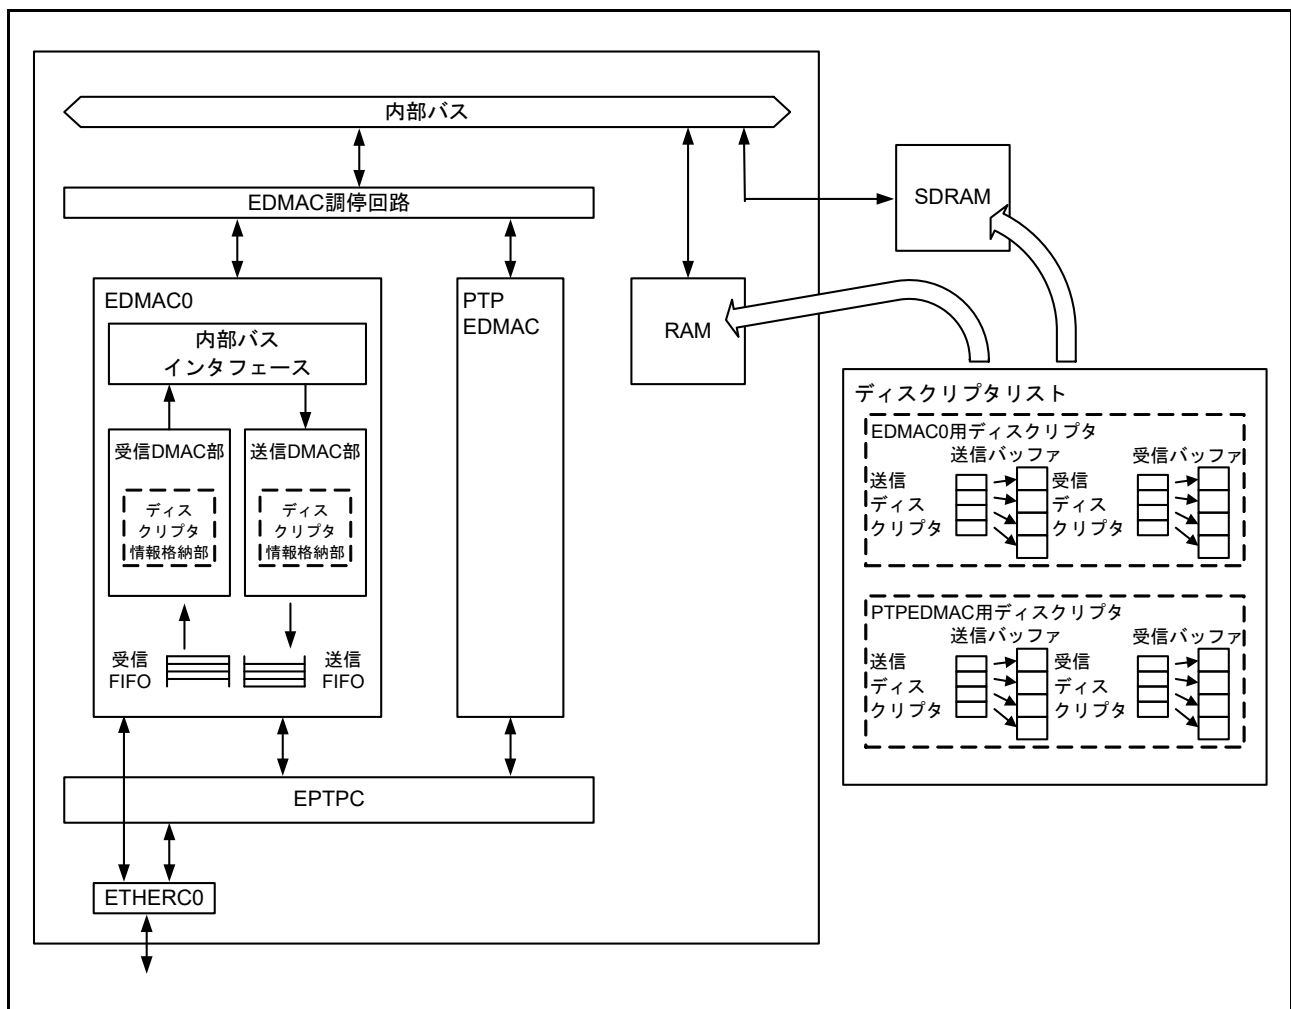 内部バス
EDMAC調停回路
SDRAM
EDMAC0
内部バス
インタフェース
受信DMAC部
ディス
クリプタ
情報格納部
送信DMAC部
ディス
クリプタ
情報格納部
受信
FIFO
送信
FIFO
PTP
EDMAC
RAM
EPTPC
ETHERC0
ディスクリプタリスト
EDMAC0用ディスクリプタ
送信バッファ
受信バッファ
送信
ディス
クリプタ
受信
ディス
クリプタ
PTPEDMAC用ディスクリプタ
送信バッファ
受信バッファ
送信
ディス
クリプタ
受信
ディス
クリプタ